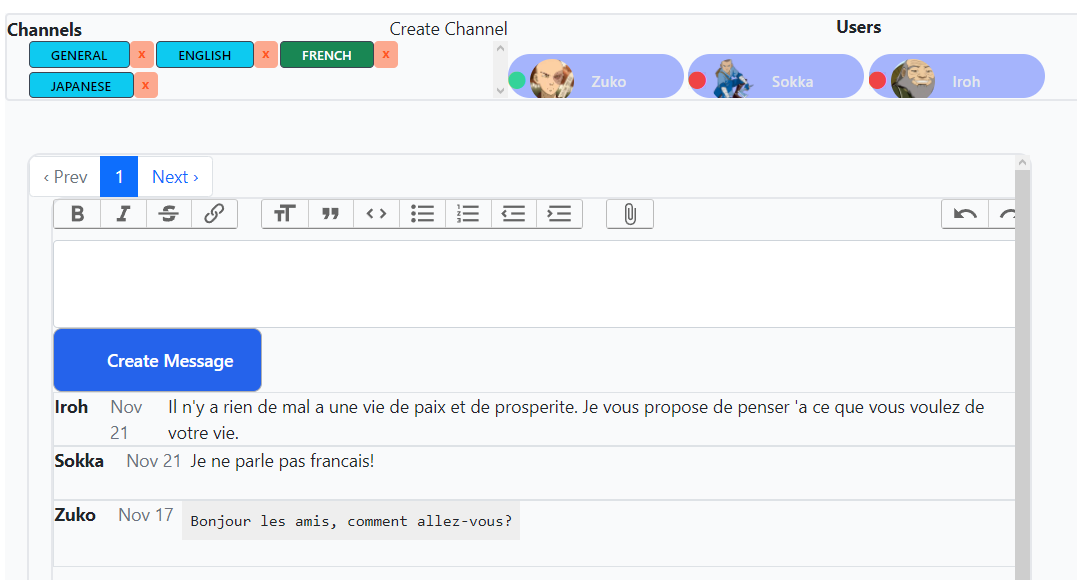 Channels
Create Channel
Users
GENERAL x ENGLISH x FRENCH x
JAPANESE x
Zuko
Sokka
Iroh
‹ Prev 1 Next ›
Create Message
Iroh Nov 21 Il n'y a rien de mal a une vie de paix et de prosperite. Je vous propose de penser 'a ce que vous voulez de
votre vie.
Sokka Nov 21 Je ne parle pas francais!
Zuko Nov 17 Bonjour les amis, comment allez-vous?